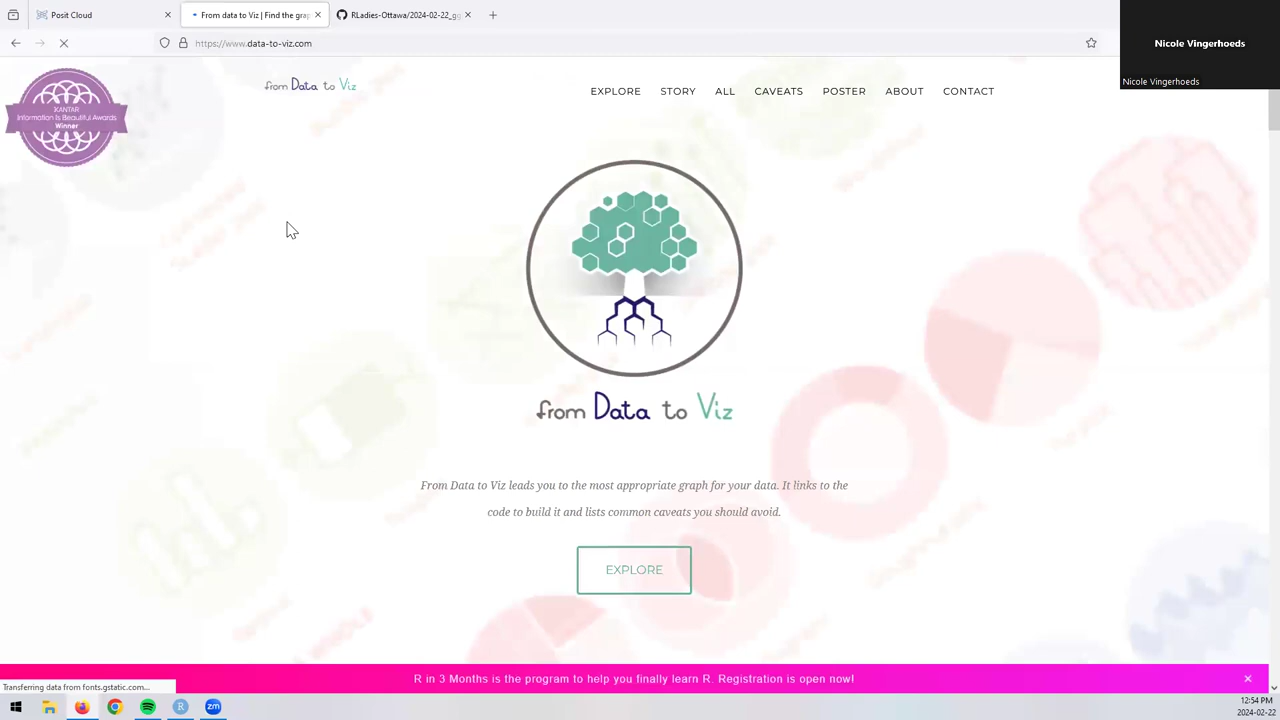 Posit Cloud
From data to Viz | Find the grap
RLadies-Ottawa/2024-02-22_gg
https://www.data-to-viz.com
Nicole Vingerhoeds
Nicole Vingerhoeds
KANTAR
Information is Beautiful Awards
Winner
from Data to Viz
EXPLORE STORY ALL CAVEATS POSTER ABOUT CONTACT
from Data to Viz
From Data to Viz leads you to the most appropriate graph for your data. It links to the
code to build it and lists common caveats you should avoid.
EXPLORE
R in 3 Months is the program to help you finally learn R. Registration is open now!
Transferring data from fonts.gstatic.com...
12:54 PM
2024-02-22